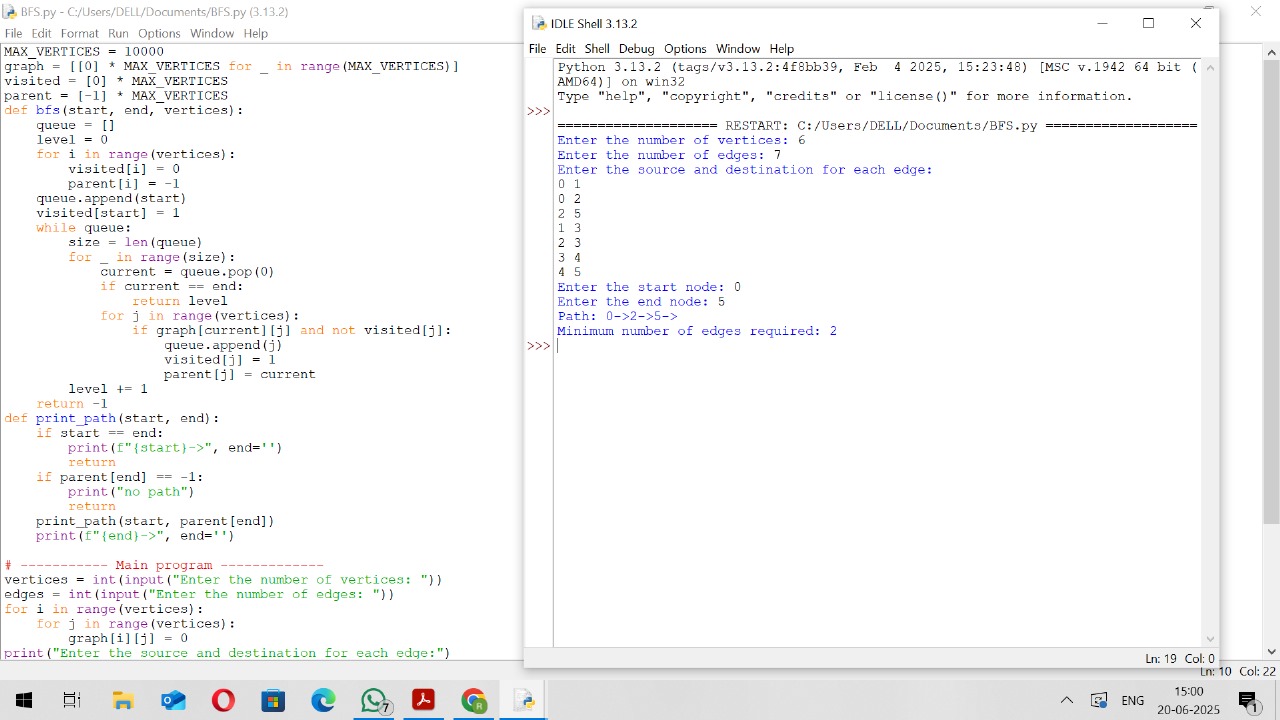 BFS.py - C:/Users/DELL/Documents/BFS.py (3.13.2)
File Edit Format Run Options Window Help
MAX_VERTICES = 10000
graph = [[0] * MAX_VERTICES for _ in range(MAX_VERTICES)]
visited = [0] * MAX_VERTICES
parent = [-1] * MAX_VERTICES
def bfs(start, end, vertices):
    queue = []
    level = 0
    for i in range(vertices):
        visited[i] = 0
        parent[i] = -1
    queue.append(start)
    visited[start] = 1
    while queue:
        size = len(queue)
        for _ in range(size):
            current = queue.pop(0)
            if current == end:
                return level
            for j in range(vertices):
                if graph[current][j] and not visited[j]:
                    queue.append(j)
                    visited[j] = 1
                    parent[j] = current
        level += 1
    return -1
def print_path(start, end):
    if start == end:
        print(f"{start}->", end='')
        return
    if parent[end] == -1:
        print("no path")
        return
    print_path(start, parent[end])
    print(f"{end}->", end='')
# ----------- Main program -------------
vertices = int(input("Enter the number of vertices: "))
edges = int(input("Enter the number of edges: "))
for i in range(vertices):
    for j in range(vertices):
        graph[i][j] = 0
print("Enter the source and destination for each edge:")
IDLE Shell 3.13.2
File Edit Shell Debug Options Window Help
Python 3.13.2 (tags/v3.13.2:4f8bb39, Feb  4 2025, 15:23:48) [MSC v.1942 64 bit (
AMD64)] on win32
Type "help", "copyright", "credits" or "license()" for more information.
>>>
==================== RESTART: C:/Users/DELL/Documents/BFS.py ===================
Enter the number of vertices: 6
Enter the number of edges: 7
Enter the source and destination for each edge:
0 1
0 2
2 5
1 3
2 3
3 4
4 5
Enter the start node: 0
Enter the end node: 5
Path: 0->2->5->
Minimum number of edges required: 2
>>>
Ln: 19 Col: 0
Ln: 10 Col: 22
7
ENG
15:00
20-06-2025
1